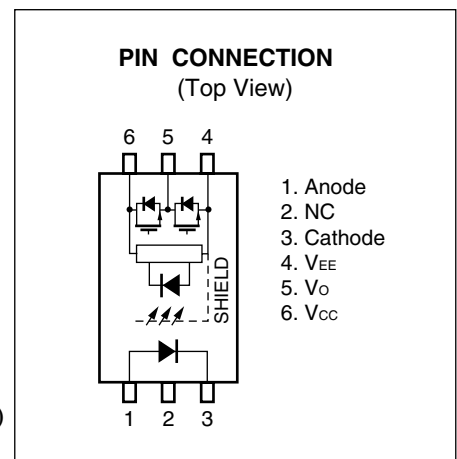 PIN CONNECTION
(Top View)
6 5 4
1. Anode
2. NC
3. Cathode
4. VEE
5. VO
6. VCC
SHIELD
1 2 3
)